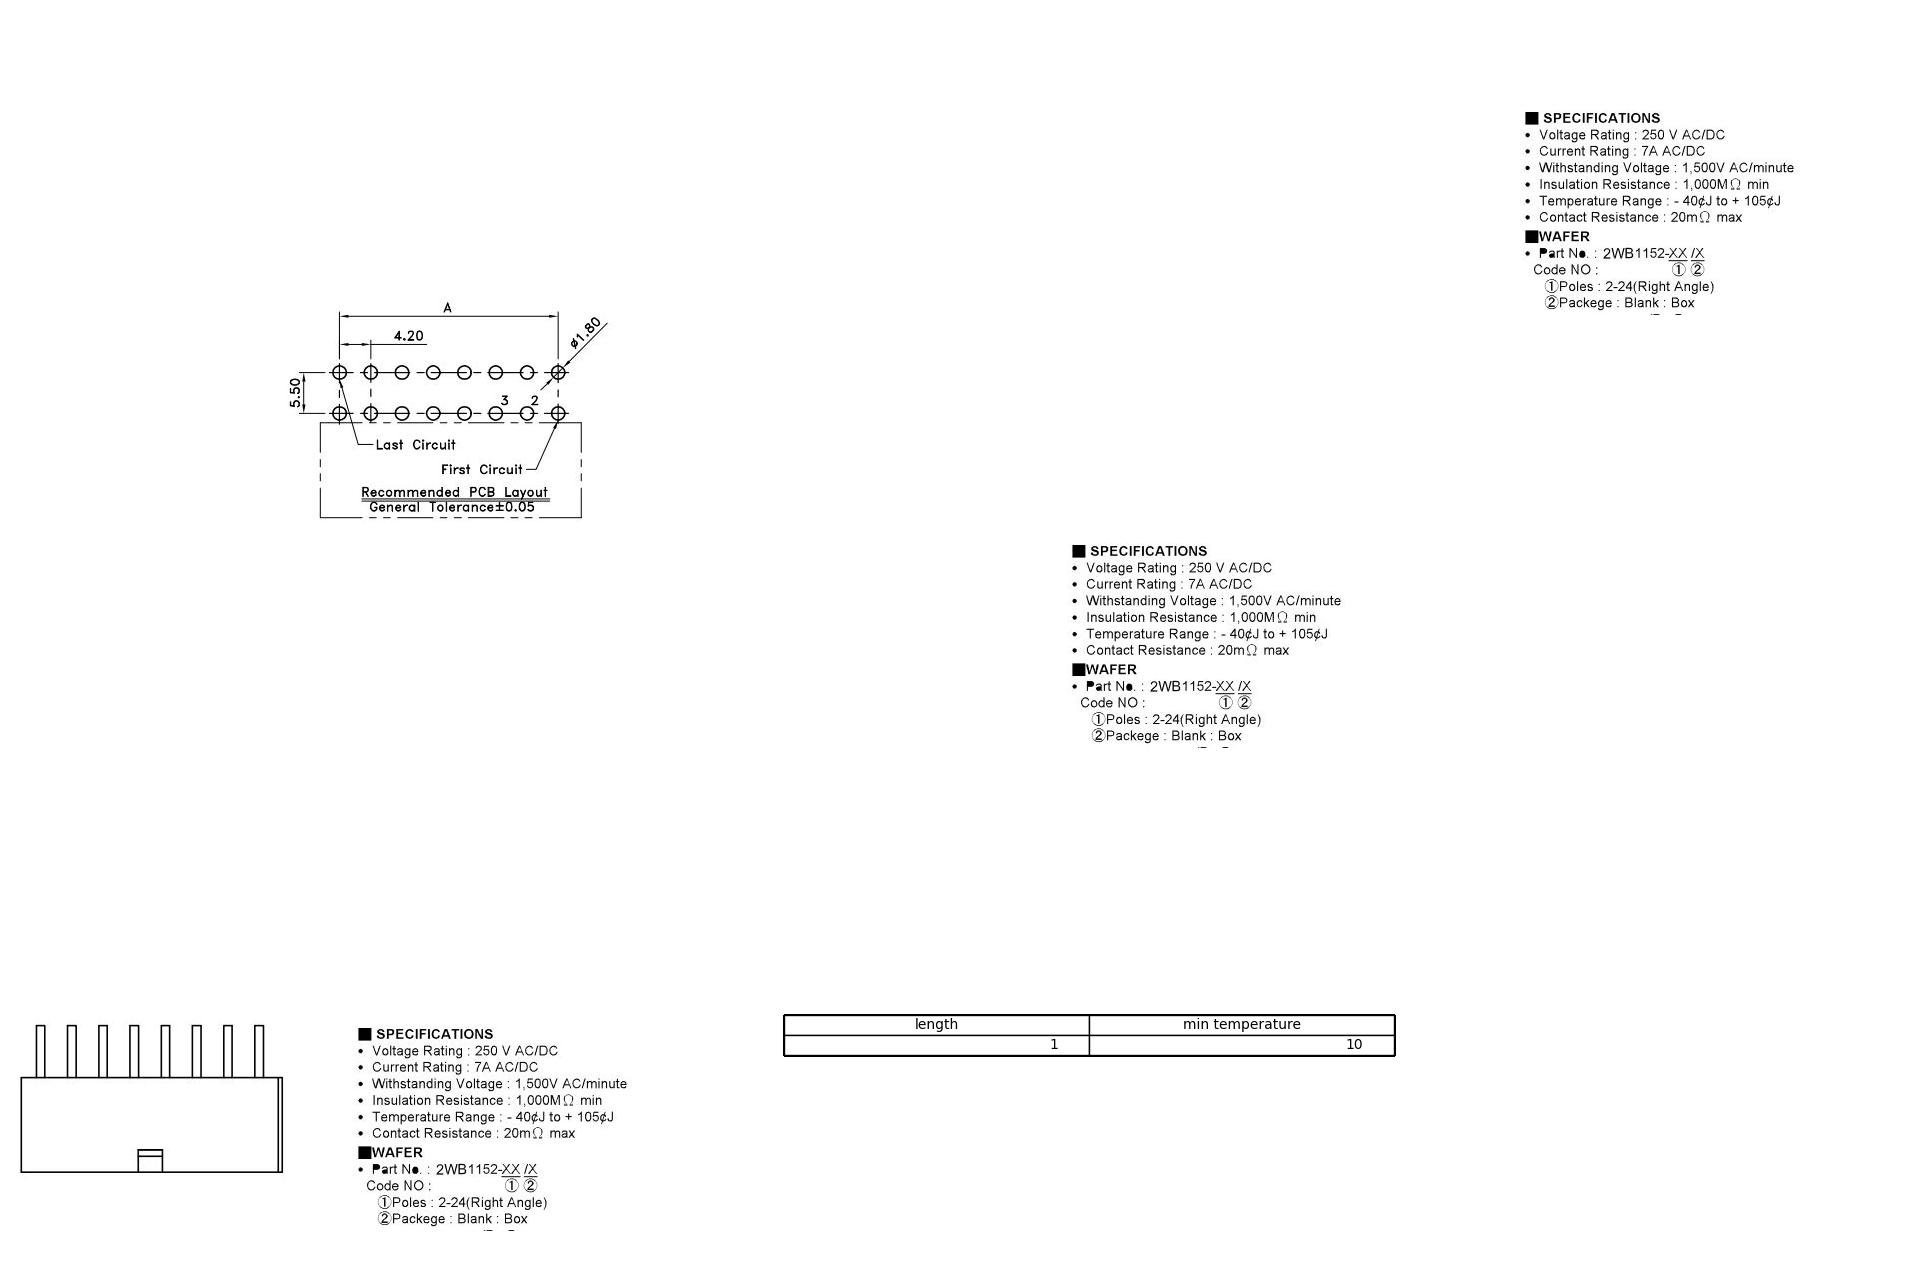 ■ SPECIFICATIONS
• Voltage Rating : 250 V AC/DC
• Current Rating : 7A AC/DC
• Withstanding Voltage : 1,500V AC/minute
• Insulation Resistance : 1,000MΩ min
• Temperature Range : - 40¢J to + 105¢J
• Contact Resistance : 20mΩ max
■WAFER
• Part No. : 2WB1152-XX /X
Code NO : ① ②
①Poles : 2-24(Right Angle)
②Packege : Blank : Box
A
4.20
ø1.80
5.50
3 2
Last Circuit
First Circuit
Recommended PCB Layout
General Tolerance±0.05
■ SPECIFICATIONS
• Voltage Rating : 250 V AC/DC
• Current Rating : 7A AC/DC
• Withstanding Voltage : 1,500V AC/minute
• Insulation Resistance : 1,000MΩ min
• Temperature Range : - 40¢J to + 105¢J
• Contact Resistance : 20mΩ max
■WAFER
• Part No. : 2WB1152-XX /X
Code NO : ① ②
①Poles : 2-24(Right Angle)
②Packege : Blank : Box
■ SPECIFICATIONS
• Voltage Rating : 250 V AC/DC
• Current Rating : 7A AC/DC
• Withstanding Voltage : 1,500V AC/minute
• Insulation Resistance : 1,000MΩ min
• Temperature Range : - 40¢J to + 105¢J
• Contact Resistance : 20mΩ max
■WAFER
• Part No. : 2WB1152-XX /X
Code NO : ① ②
①Poles : 2-24(Right Angle)
②Packege : Blank : Box
length min temperature
1 10